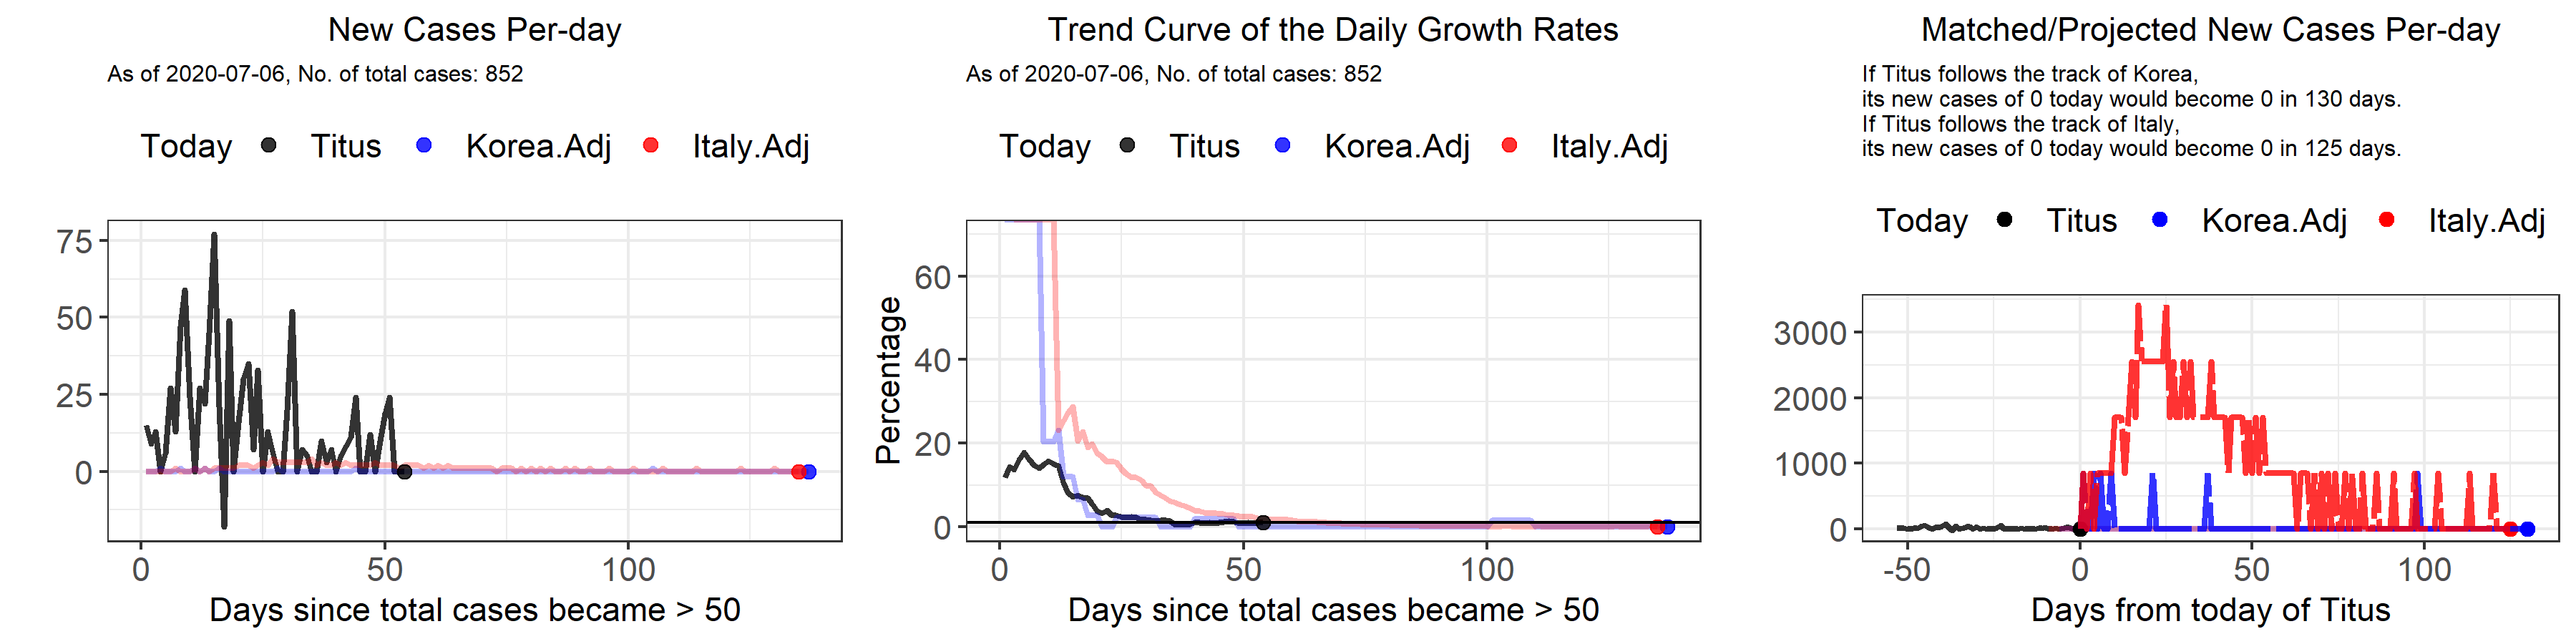 New Cases Per-day
As of 2020-07-06, No. of total cases: 852
Today Titus Korea.Adj Italy.Adj
75
50
25
0
0 50 100
Days since total cases became > 50
Trend Curve of the Daily Growth Rates
As of 2020-07-06, No. of total cases: 852
Today Titus Korea.Adj Italy.Adj
Percentage
60
40
20
0
0 50 100
Days since total cases became > 50
Matched/Projected New Cases Per-day
If Titus follows the track of Korea,
its new cases of 0 today would become 0 in 130 days.
If Titus follows the track of Italy,
its new cases of 0 today would become 0 in 125 days.
Today Titus Korea.Adj Italy.Adj
3000
2000
1000
0
-50 0 50 100
Days from today of Titus